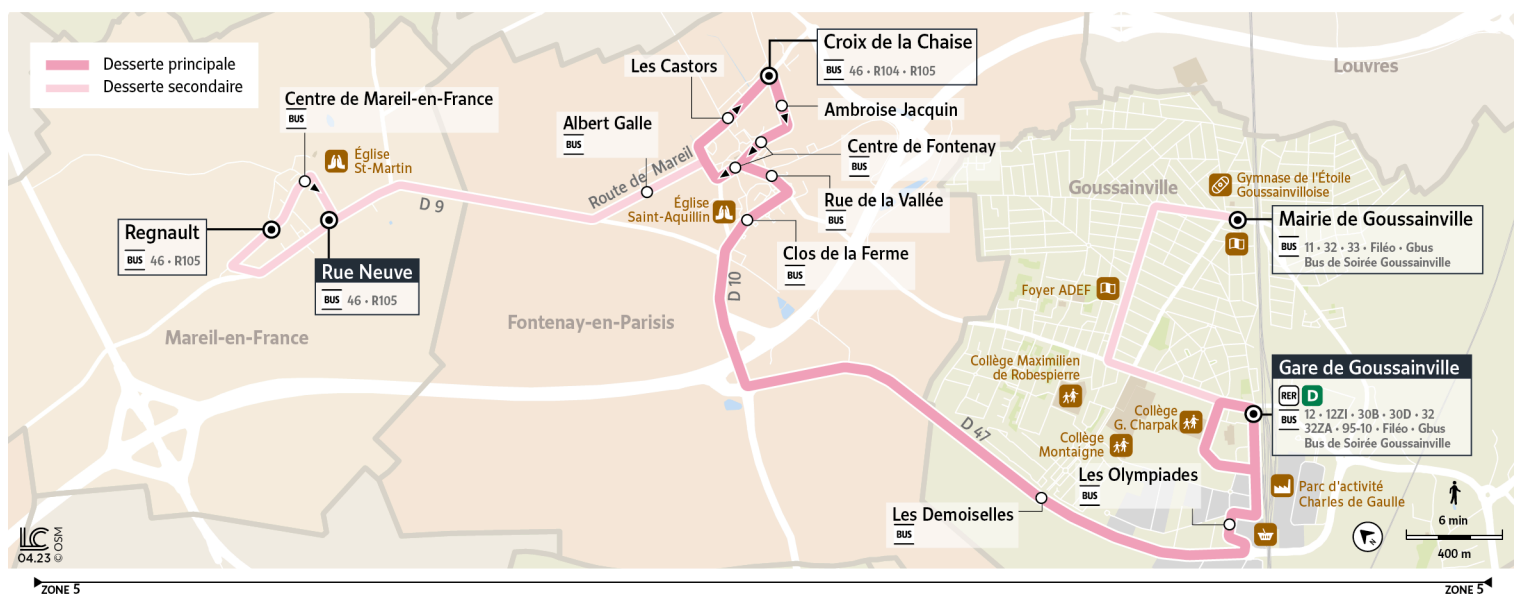 Desserte principale
Desserte secondaire
Centre de Mareil-en-France
BUS
Église
St-Martin
Regnault
BUS 46 • R105
Rue Neuve
BUS 46 • R105
Mareil-en-France
D 9
Albert Galle
BUS
Route de Mareil
Les Castors
Croix de la Chaise
BUS 46 • R104 • R105
Ambroise Jacquin
Centre de Fontenay
BUS
Rue de la Vallée
BUS
Église
Saint-Aquillin
Clos de la Ferme
BUS
D 10
Fontenay-en-Parisis
Louvres
Goussainville
Gymnase de l'Étoile
Goussainvilloise
Mairie de Goussainville
BUS 11 • 32 • 33 • Filéo • Gbus
Bus de Soirée Goussainville
Foyer ADEF
Collège Maximilien
de Robespierre
Gare de Goussainville
RER D
BUS 12 • 12ZI • 30B • 30D • 32
32ZA • 95-10 • Filéo • Gbus
Bus de Soirée Goussainville
Collège
G. Charpak
Collège
Montaigne
D 47
Les Olympiades
BUS
Parc d'activité
Charles de Gaulle
Les Demoiselles
BUS
N
6 min
400 m
LC
04.23 © OSM
ZONE 5
ZONE 5